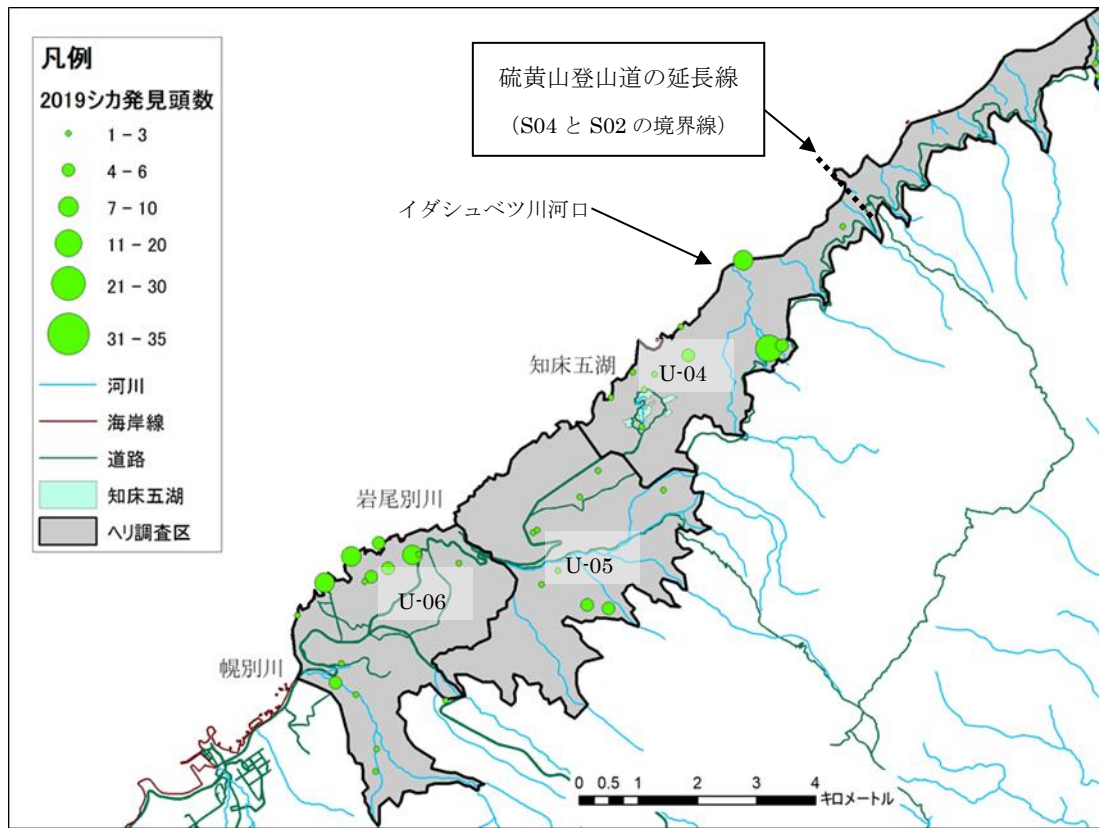 凡例
2019シカ発見頭数
1 – 3
4 – 6
7 – 10
11 – 20
21 – 30
31 – 35
河川
海岸線
道路
知床五湖
ヘリ調査区
硫黄山登山道の延長線
(S04 と S02 の境界線)
イダシュベツ川河口
知床五湖
U-04
岩尾別川
U-05
U-06
幌別川
0 0.5 1 2 3 4
キロメートル